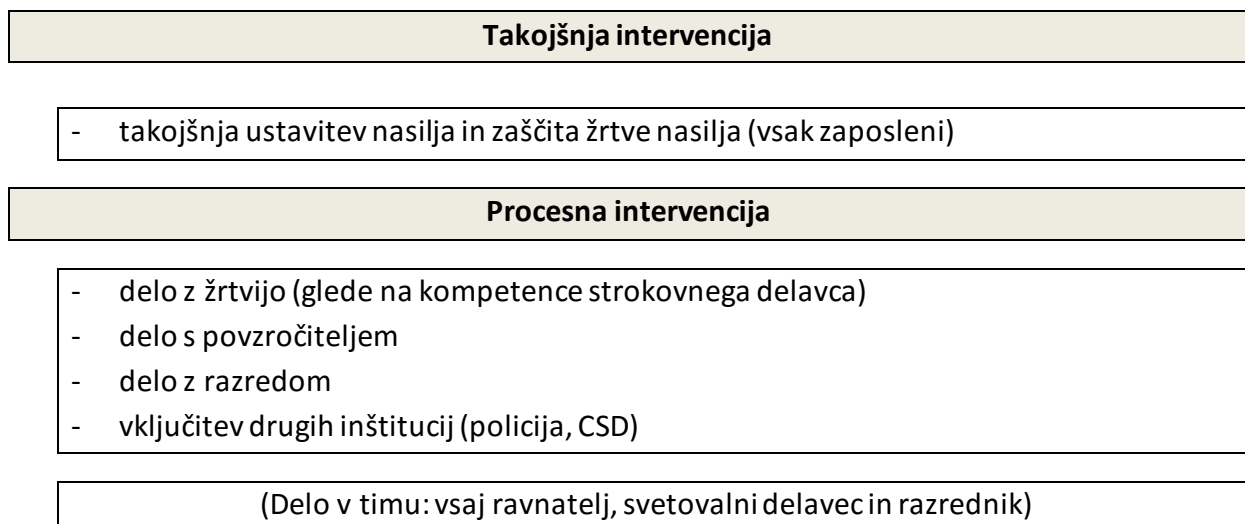 Takojšnja intervencija
- takojšnja ustavitev nasilja in zaščita žrtve nasilja (vsak zaposleni)
Procesna intervencija
- delo z žrtvijo (glede na kompetence strokovnega delavca)
- delo s povzročiteljem
- delo z razredom
- vključitev drugih inštitucij (policija, CSD)
(Delo v timu: vsaj ravnatelj, svetovalni delavec in razrednik)